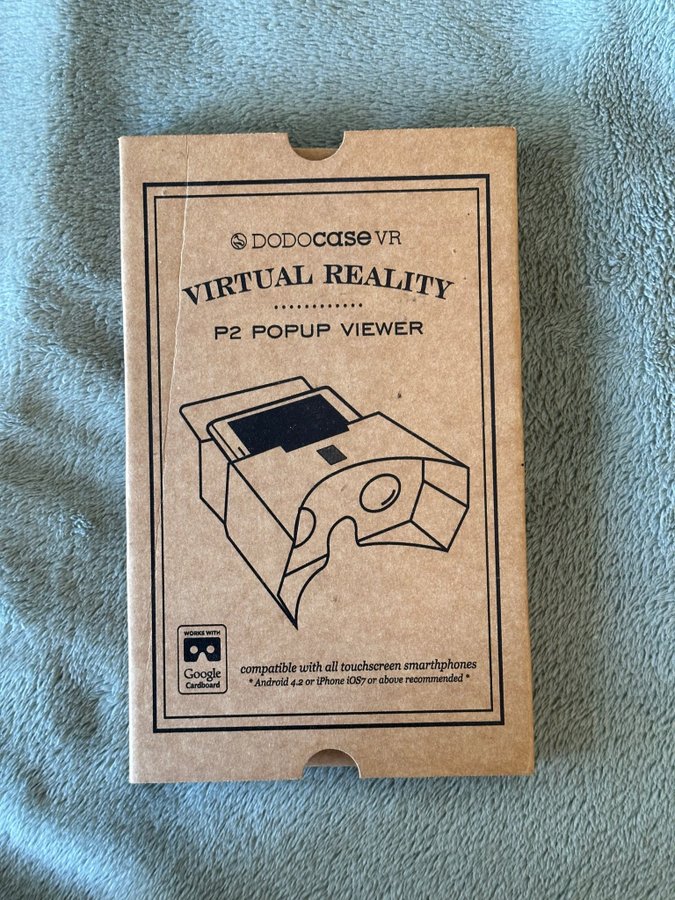 DODOcase VR
VIRTUAL REALITY
P2 POPUP VIEWER
WORKS WITH
Google
Cardboard
compatible with all touchscreen smarthphones
* Android 4.2 or iPhone iOS7 or above recommended *